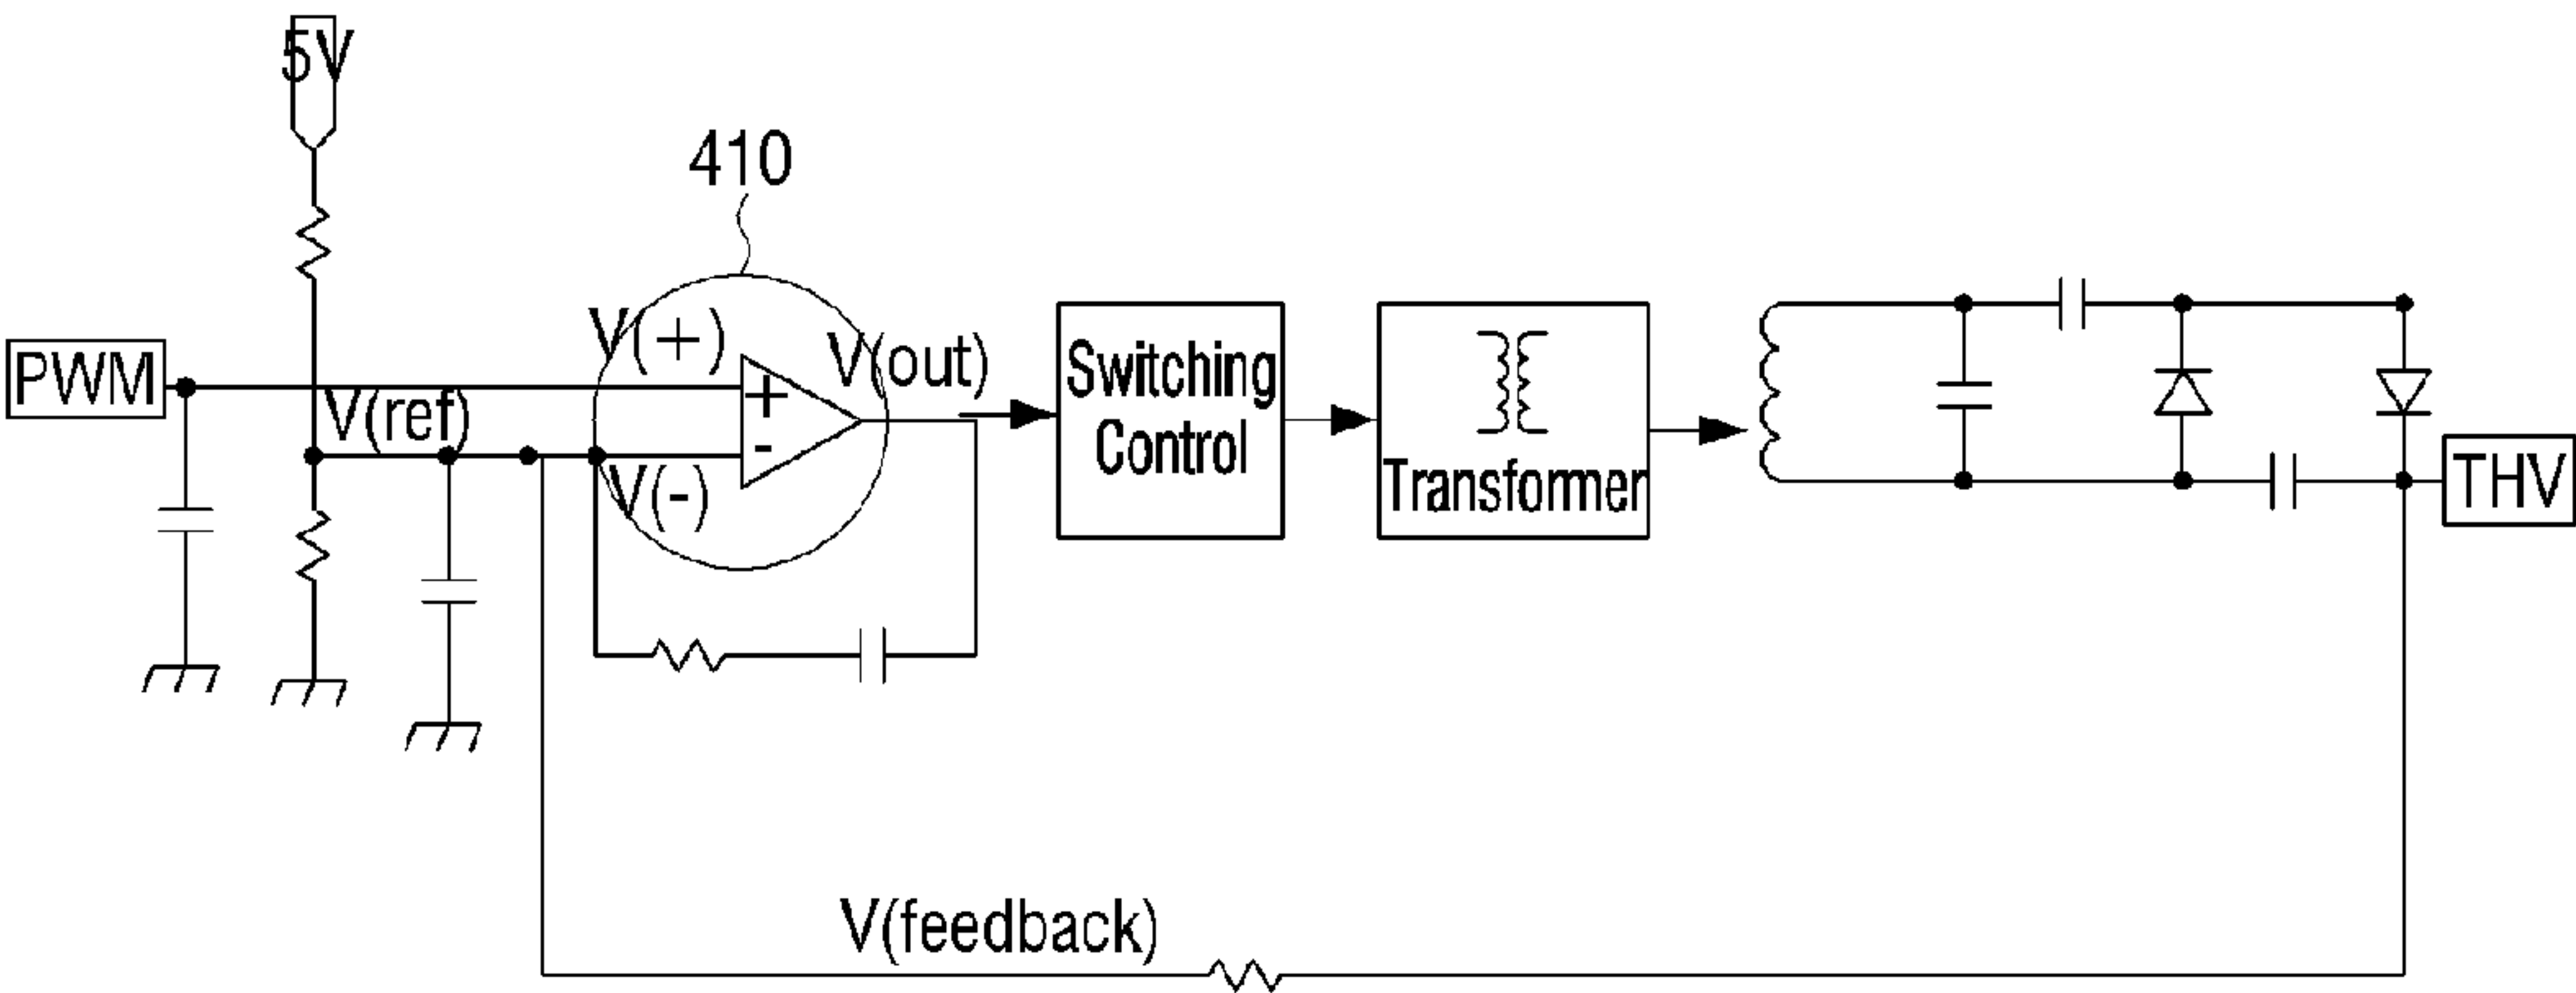 5V
410
V(+)
V(out)
PWM
+
V(ref)
-
V(-)
Switching
Control
Transformer
THV
V(feedback)